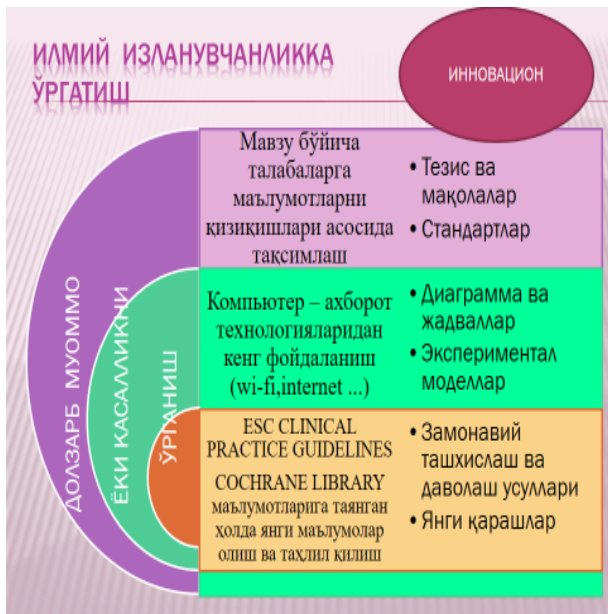 ИЛМИЙ ИЗЛАНУВЧАНЛИККА
ЎРГАТИШ
ИННОВАЦИОН
ДОЛЗАРБ МУОММО
ЁКИ КАСАЛЛИКНИ
ЎРГАНИШ
Мавзу бўйича
талабаларга
маълумотларни
қизиқишлари асосида
тақсимлаш
• Тезис ва
мақолалар
• Стандартлар
Компьютер – ахборот
технологияларидан
кенг фойдаланиш
(wi-fi,internet ...)
• Диаграмма ва
жадваллар
• Экспериментал
моделлар
ESC CLINICAL
PRACTICE GUIDELINES
COCHRANE LIBRARY
маълумотларига таянган
ҳолда янги маълумолар
олиш ва таҳлил қилиш
• Замонавий
ташхислаш ва
даволаш усуллари
• Янги қарашлар